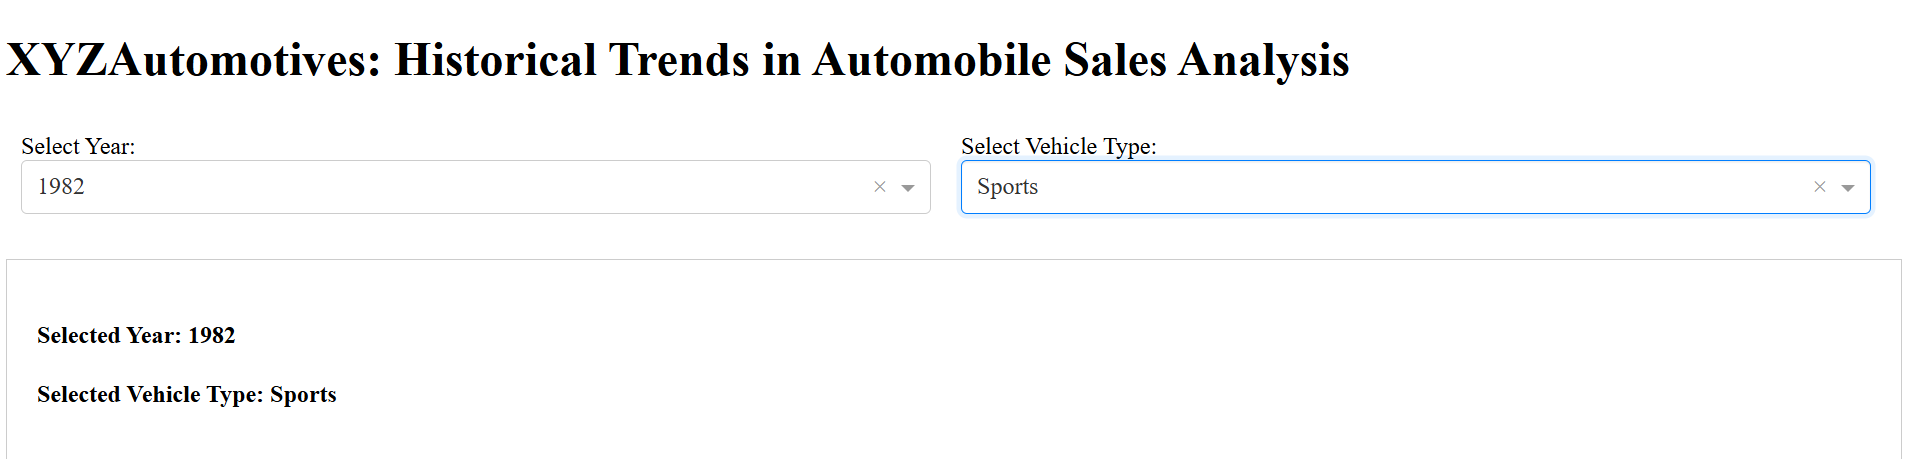 XYZAutomotives: Historical Trends in Automobile Sales Analysis
Select Year:
1982
Select Vehicle Type:
Sports
Selected Year: 1982
Selected Vehicle Type: Sports